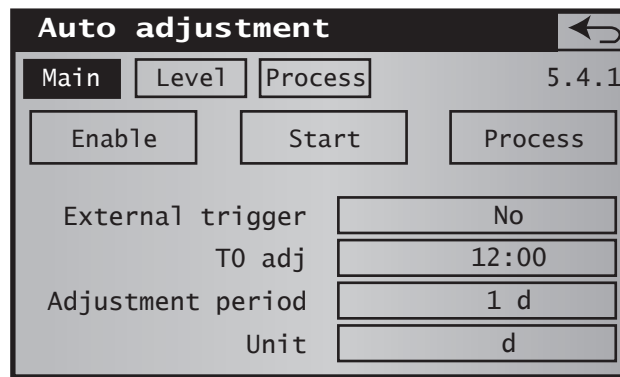 Auto adjustment
Main Level Process 5.4.1
Enable Start Process
External trigger No
T0 adj 12:00
Adjustment period 1 d
Unit d